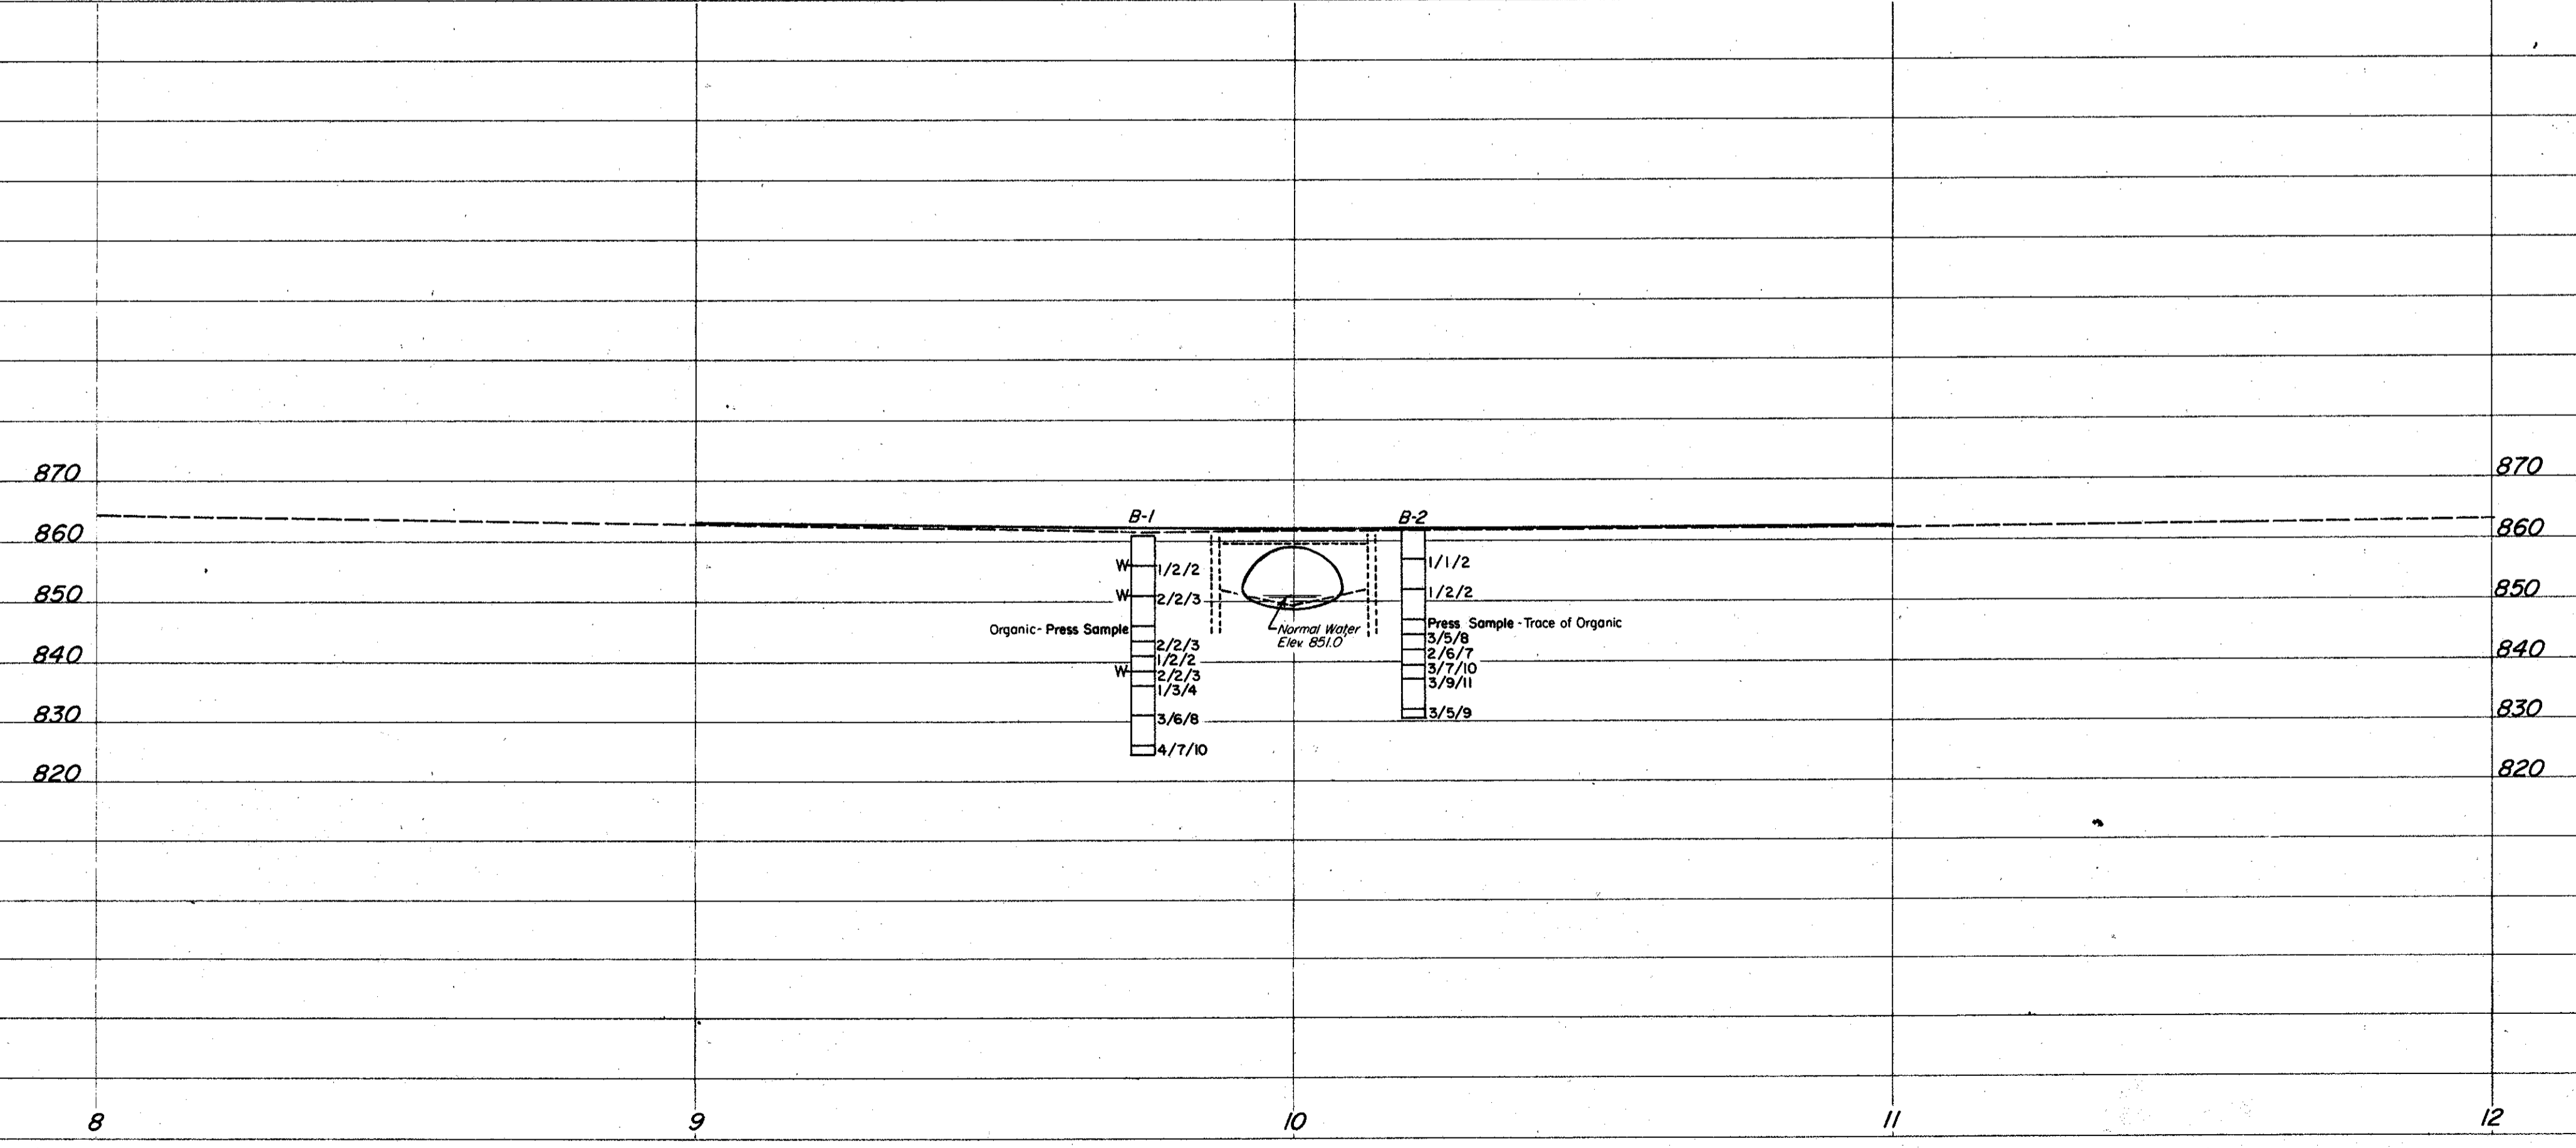 870 870
B-1 B-2
860 860
W 1/2/2 1/1/2
850 W 2/2/3 1/2/2 850
Organic- Press Sample Normal Water Press Sample - Trace of Organic
Elev. 851.0
2/2/3 3/5/8
840 1/2/2 2/6/7 840
W 2/2/3 3/7/10
1/3/4 3/9/11
830 3/6/8 3/5/9 830
4/7/10
820 820
8 9 10 11 12